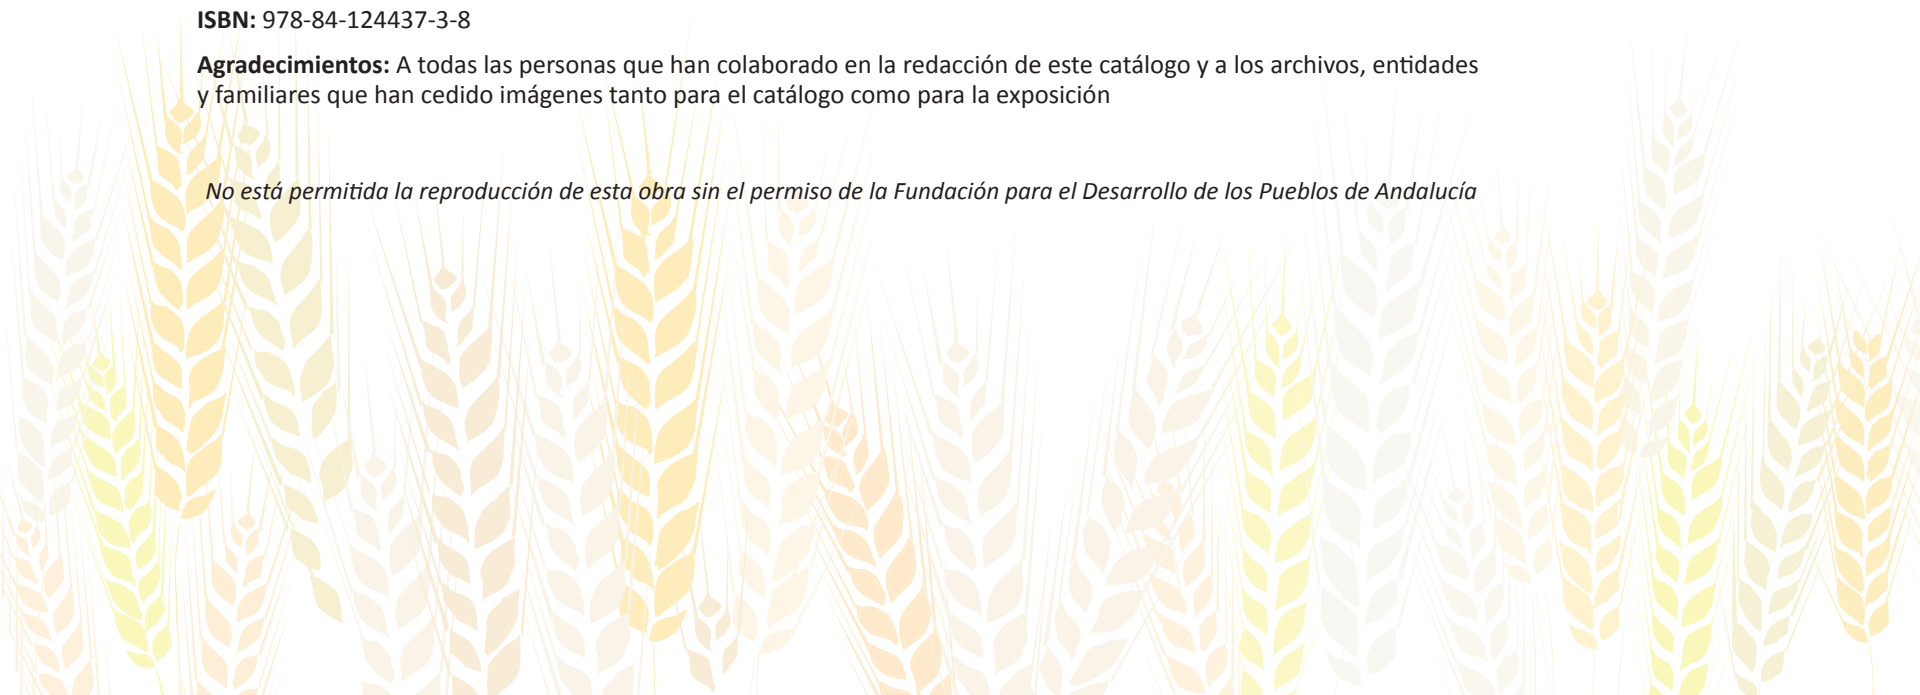 ISBN: 978-84-124437-3-8
Agradecimientos: A todas las personas que han colaborado en la redacción de este catálogo y a los archivos, entidades
y familiares que han cedido imágenes tanto para el catálogo como para la exposición
No está permitida la reproducción de esta obra sin el permiso de la Fundación para el Desarrollo de los Pueblos de Andalucía